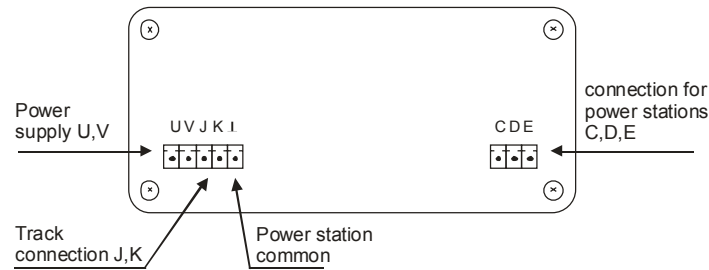 connection for
power stations
C,D,E
Power
supply U,V
U V J K ⊥
C D E
Track
connection J,K
Power station
common